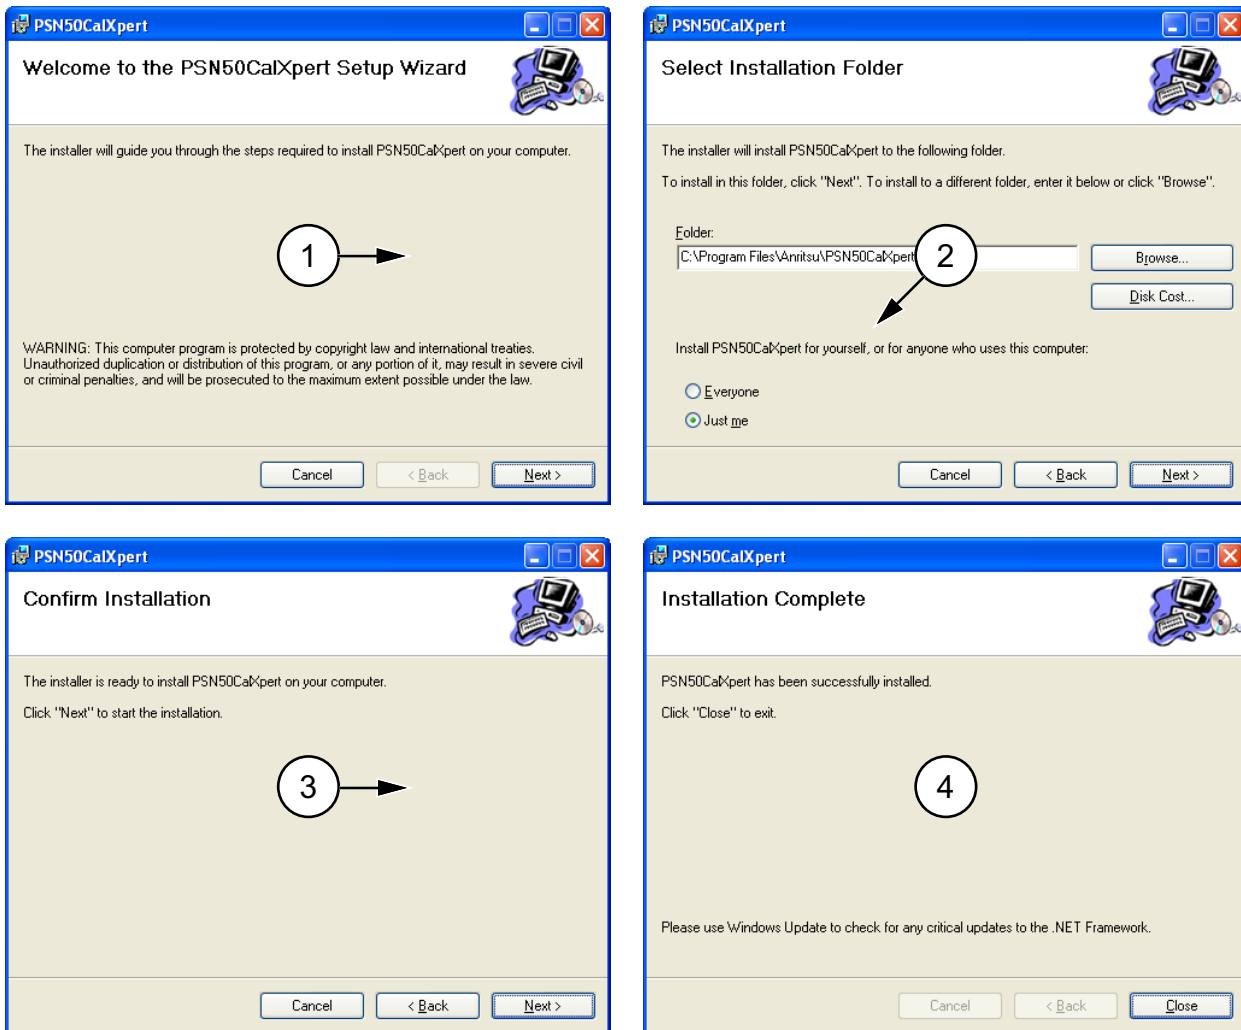 PSN50CalXpert
Welcome to the PSN50CalXpert Setup Wizard
The installer will guide you through the steps required to install PSN50CalXpert on your computer.
1
WARNING: This computer program is protected by copyright law and international treaties.
Unauthorized duplication or distribution of this program, or any portion of it, may result in severe civil
or criminal penalties, and will be prosecuted to the maximum extent possible under the law.
Cancel
< Back
Next >
PSN50CalXpert
Select Installation Folder
The installer will install PSN50CalXpert to the following folder.
To install in this folder, click "Next". To install to a different folder, enter it below or click "Browse".
Folder:
C:\Program Files\Anritsu\PSN50CalXpert
2
Browse...
Disk Cost...
Install PSN50CalXpert for yourself, or for anyone who uses this computer:
Everyone
Just me
Cancel
< Back
Next >
PSN50CalXpert
Confirm Installation
The installer is ready to install PSN50CalXpert on your computer.
Click "Next" to start the installation.
3
Cancel
< Back
Next >
PSN50CalXpert
Installation Complete
PSN50CalXpert has been successfully installed.
Click "Close" to exit.
4
Please use Windows Update to check for any critical updates to the .NET Framework.
Cancel
< Back
Close